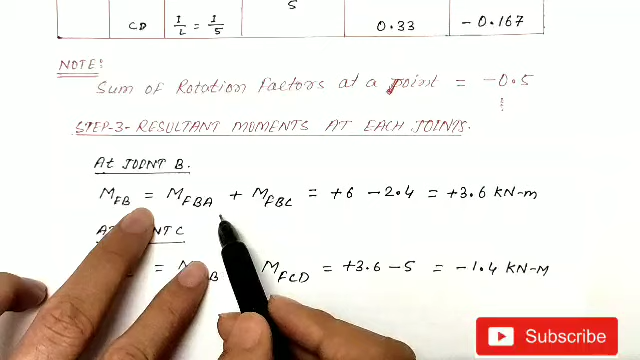 5
CD I/L = I/5 0.33 -0.167
NOTE:
Sum of Rotation Factors at a point = -0.5
STEP-3- RESULTANT MOMENTS AT EACH JOINTS.
At JOINT B.
MFB = MFBA + MFBC = +6 -2.4 = +3.6 KN-m
= MFCD = +3.6 -5 = -1.4 KN-M
Subscribe